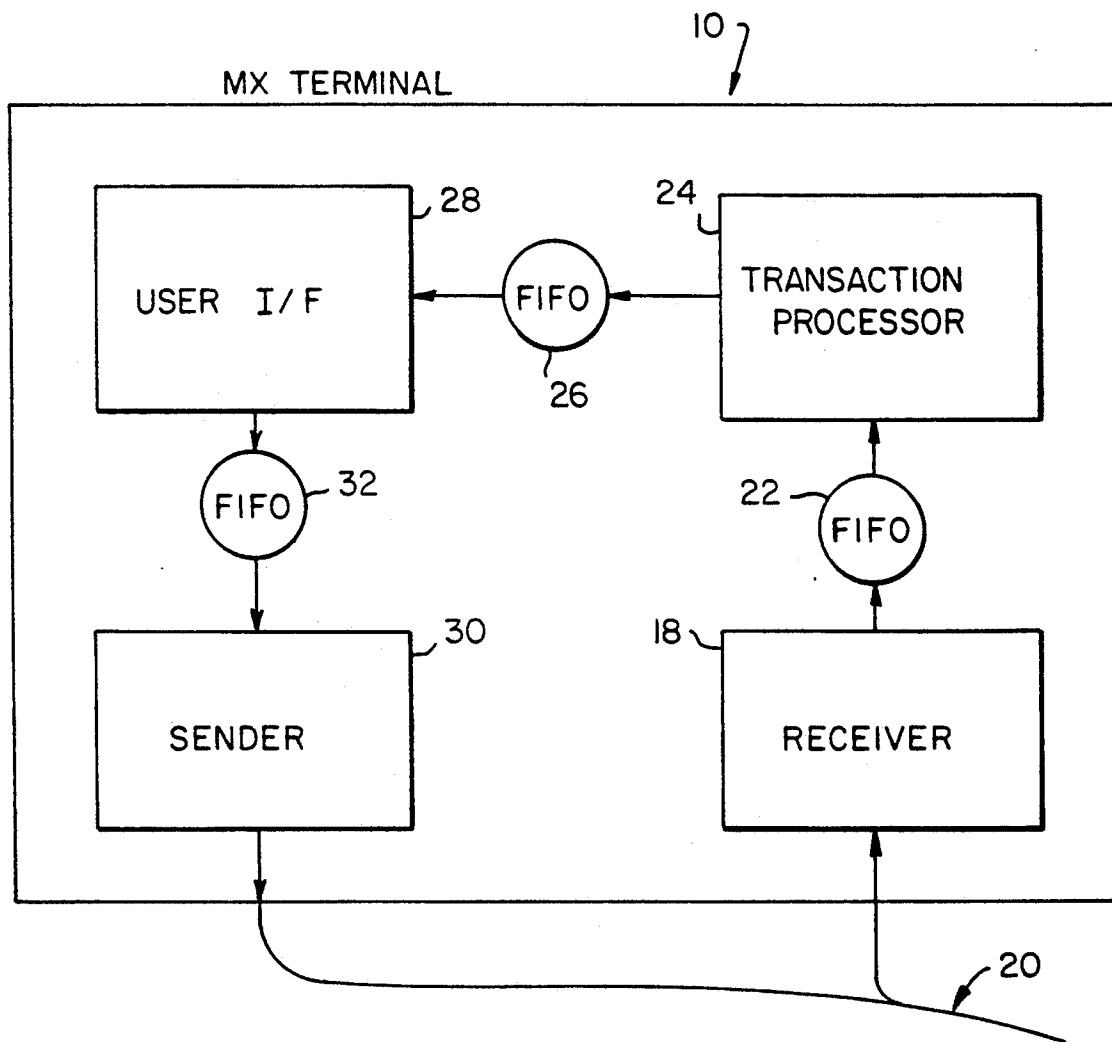 10
MX TERMINAL
28
24
USER I/F
FIFO
26
TRANSACTION
PROCESSOR
FIFO
32
22
FIFO
30
18
SENDER
RECEIVER
20